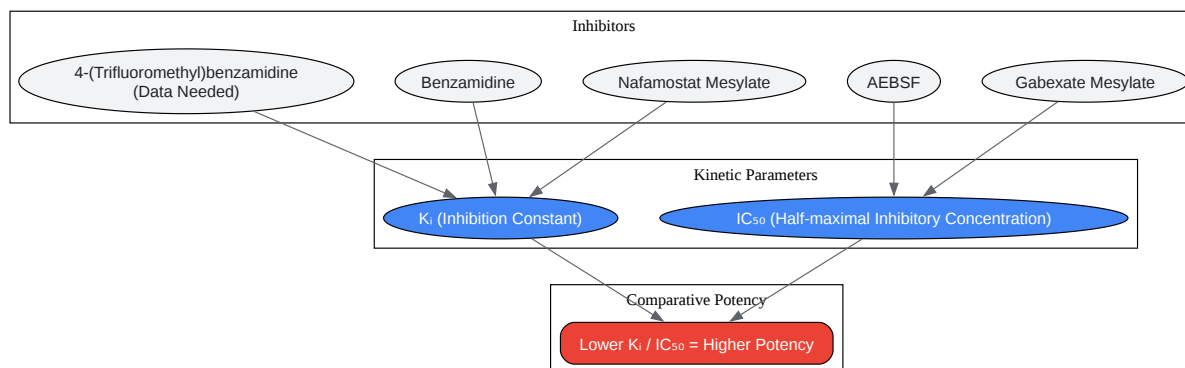 Inhibitors
4-(Trifluoromethyl)benzamidine
(Data Needed)
Benzamidine
Nafamostat Mesylate
AEBSF
Gabexate Mesylate
Kinetic Parameters
Kᵢ (Inhibition Constant)
IC₅₀ (Half-maximal Inhibitory Concentration)
Comparative Potency
Lower Kᵢ / IC₅₀ = Higher Potency